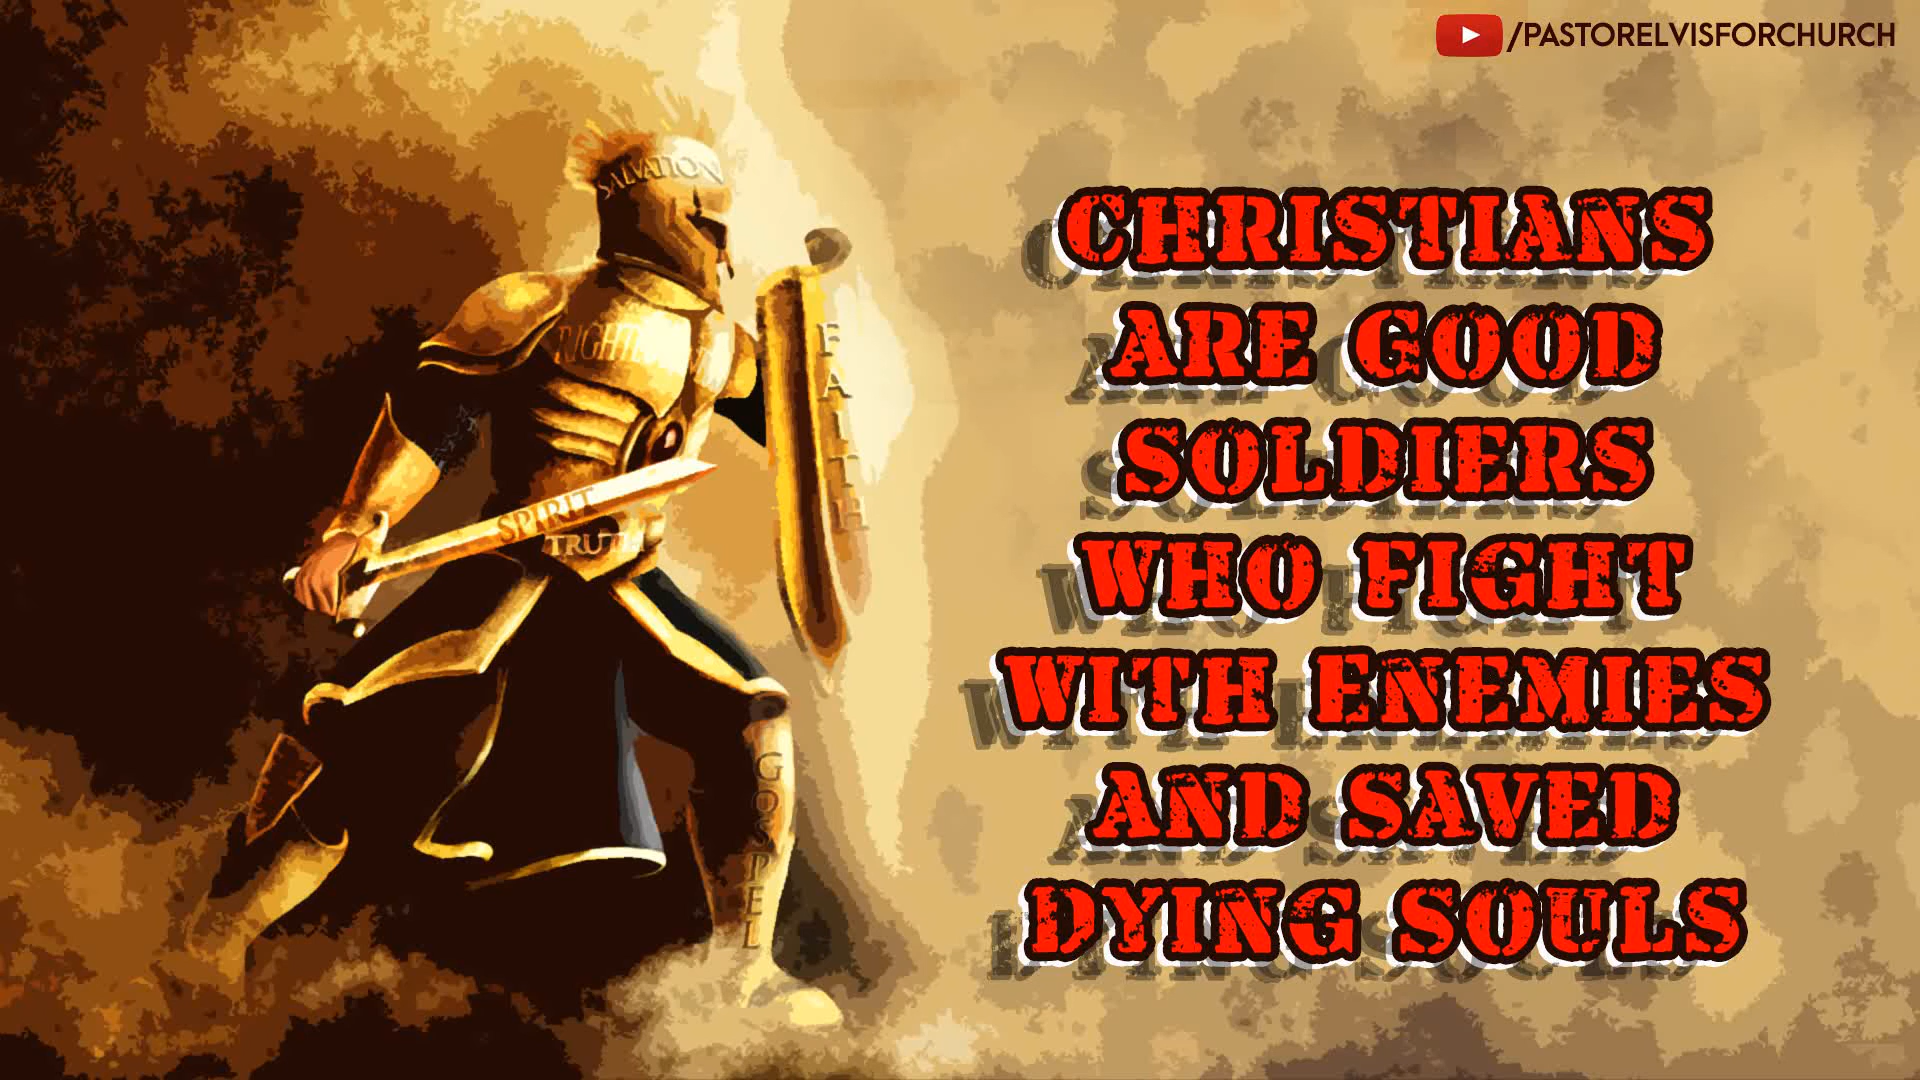 /PASTORELVISFORCHURCH
SALVATION
RIGHT
FAITH
SPIRIT
TRUTH
GOSPEL
CHRISTIANS
ARE GOOD
SOLDIERS
WHO FIGHT
WITH ENEMIES
AND SAVED
DYING SOULS